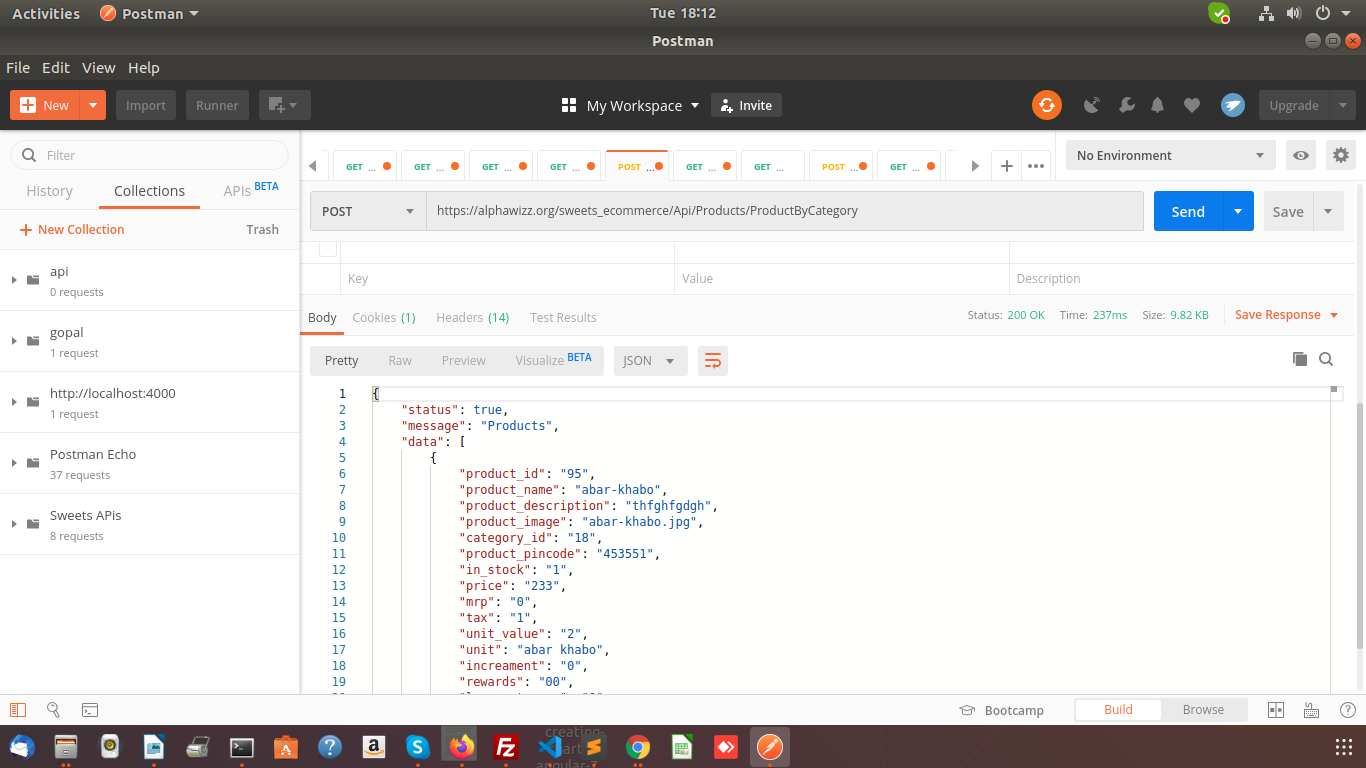 Activities Postman Tue 18:12
Postman
File Edit View Help
New Import Runner My Workspace Invite Upgrade
Filter
GET ... GET ... GET ... GET ... POST ... GET ... GET ... POST ... GET ... No Environment
History Collections APIs BETA
POST https://alphawizz.org/sweets_ecommerce/Api/Products/ProductByCategory Send Save
New Collection Trash
api
0 requests
gopal
1 request
http://localhost:4000
1 request
Postman Echo
37 requests
Sweets APIs
8 requests
Key Value Description
Body Cookies (1) Headers (14) Test Results Status: 200 OK Time: 237ms Size: 9.82 KB Save Response
Pretty Raw Preview Visualize BETA JSON
1 {
2 "status": true,
3 "message": "Products",
4 "data": [
5 {
6 "product_id": "95",
7 "product_name": "abar-khabo",
8 "product_description": "thfghfgdgh",
9 "product_image": "abar-khabo.jpg",
10 "category_id": "18",
11 "product_pincode": "453551",
12 "in_stock": "1",
13 "price": "233",
14 "mrp": "0",
15 "tax": "1",
16 "unit_value": "2",
17 "unit": "abar khabo",
18 "increament": "0",
19 "rewards": "00",
Bootcamp Build Browse
creating-
angular-7